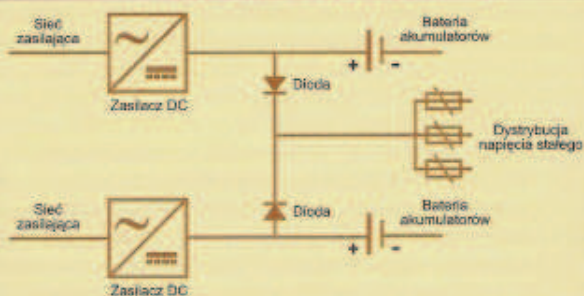 Sieć
zasilająca
Zasilacz DC
Bateria
akumulatorów
+ -
Dioda
Dystrybucja
napięcia stałego
Sieć
zasilająca
Zasilacz DC
Dioda
Bateria
akumulatorów
+ -